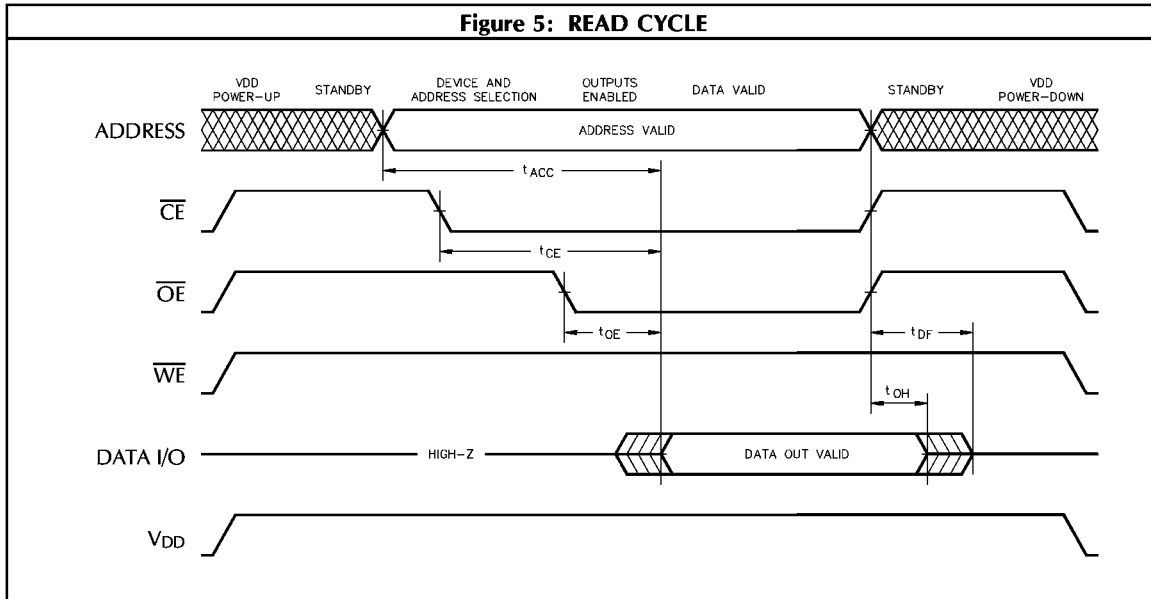 Figure 5: READ CYCLE
VDD POWER-UP
STANDBY
DEVICE AND ADDRESS SELECTION
OUTPUTS ENABLED
DATA VALID
STANDBY
VDD POWER-DOWN
ADDRESS
ADDRESS VALID
tACC
CE
tCE
OE
tOE
tDF
WE
tOH
DATA I/O
HIGH-Z
DATA OUT VALID
VDD